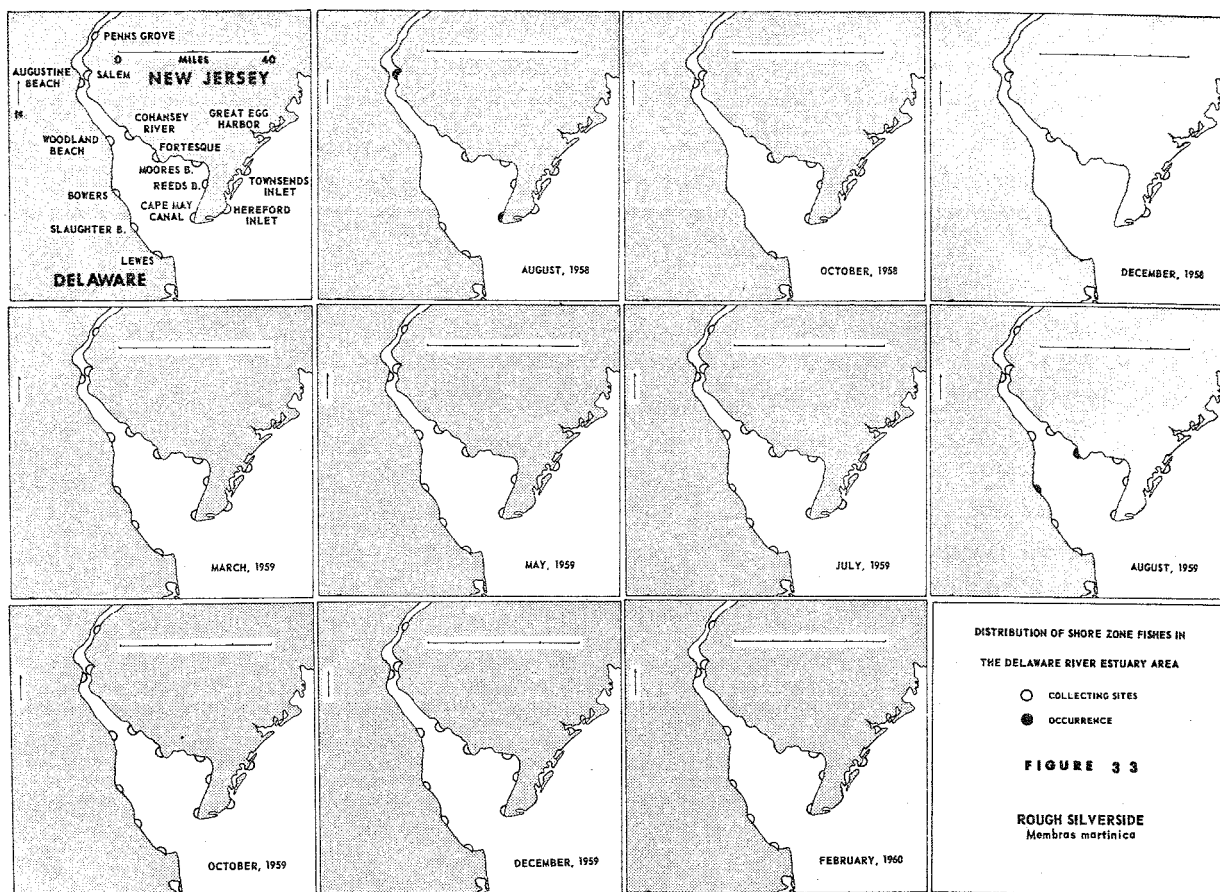 PENNS GROVE
0 MILES 40
AUGUSTINE BEACH
SALEM
NEW JERSEY
N
COHANSEY RIVER
GREAT EGG HARBOR
WOODLAND BEACH
FORTESQUE
MOORES B.
REEDS B.
TOWNSENDS INLET
BOWERS
CAPE MAY CANAL
HEREFORD INLET
SLAUGHTER B.
LEWES
DELAWARE
AUGUST, 1958
OCTOBER, 1958
DECEMBER, 1958
MARCH, 1959
MAY, 1959
JULY, 1959
AUGUST, 1959
OCTOBER, 1959
DECEMBER, 1959
FEBRUARY, 1960
DISTRIBUTION OF SHORE ZONE FISHES IN
THE DELAWARE RIVER ESTUARY AREA
COLLECTING SITES
OCCURRENCE
FIGURE 33
ROUGH SILVERSIDE
Membras martinica